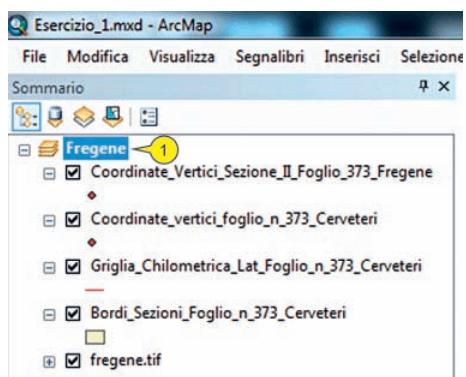 Esercizio_1.mxd - ArcMap
File Modifica Visualizza Segnalibri Inserisci Selezione
Sommario
Fregene 1
Coordinate_Vertici_Sezione_II_Foglio_373_Fregene
Coordinate_vertici_foglio_n_373_Cerveteri
Griglia_Chilometrica_Lat_Foglio_n_373_Cerveteri
Bordi_Sezioni_Foglio_n_373_Cerveteri
fregene.tif